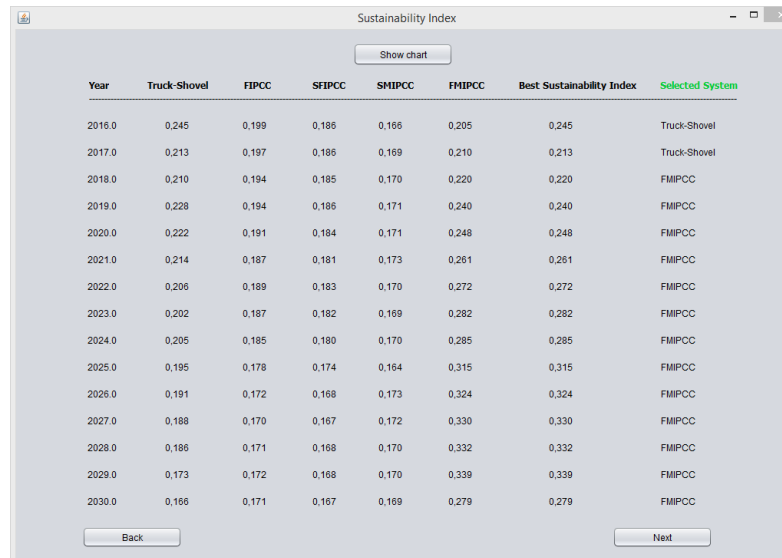 Sustainability Index
Show chart
Year Truck-Shovel FIPCC SFIPCC SMIPCC FMIPCC Best Sustainability Index Selected System
2016.0 0,245 0,199 0,186 0,166 0,205 0,245 Truck-Shovel
2017.0 0,213 0,197 0,186 0,169 0,210 0,213 Truck-Shovel
2018.0 0,210 0,194 0,185 0,170 0,220 0,220 FMIPCC
2019.0 0,228 0,194 0,186 0,171 0,240 0,240 FMIPCC
2020.0 0,222 0,191 0,184 0,171 0,248 0,248 FMIPCC
2021.0 0,214 0,187 0,181 0,173 0,261 0,261 FMIPCC
2022.0 0,206 0,189 0,183 0,170 0,272 0,272 FMIPCC
2023.0 0,202 0,187 0,182 0,169 0,282 0,282 FMIPCC
2024.0 0,205 0,185 0,180 0,170 0,285 0,285 FMIPCC
2025.0 0,195 0,178 0,174 0,164 0,315 0,315 FMIPCC
2026.0 0,191 0,172 0,168 0,173 0,324 0,324 FMIPCC
2027.0 0,188 0,170 0,167 0,172 0,330 0,330 FMIPCC
2028.0 0,186 0,171 0,168 0,170 0,332 0,332 FMIPCC
2029.0 0,173 0,172 0,168 0,170 0,339 0,339 FMIPCC
2030.0 0,166 0,171 0,167 0,169 0,279 0,279 FMIPCC
Back Next